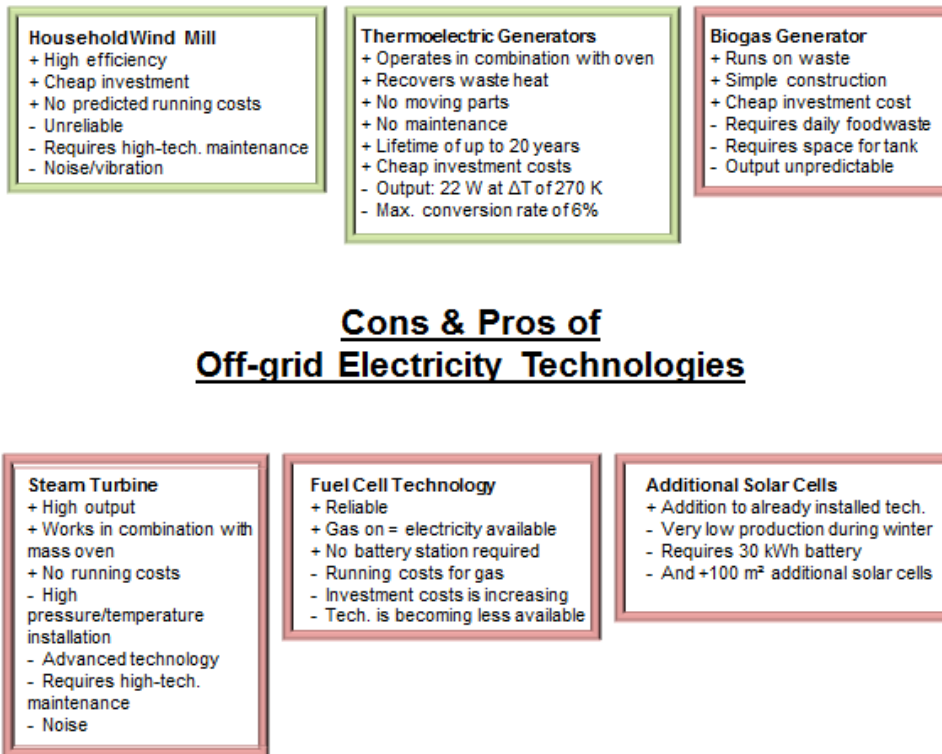 Household Wind Mill
+ High efficiency
+ Cheap investment
+ No predicted running costs
- Unreliable
- Requires high-tech. maintenance
- Noise/vibration
Thermoelectric Generators
+ Operates in combination with oven
+ Recovers waste heat
+ No moving parts
+ No maintenance
+ Lifetime of up to 20 years
+ Cheap investment costs
- Output: 22 W at ΔT of 270 K
- Max. conversion rate of 6%
Biogas Generator
+ Runs on waste
+ Simple construction
+ Cheap investment cost
- Requires daily foodwaste
- Requires space for tank
- Output unpredictable
Cons & Pros of
Off-grid Electricity Technologies
Steam Turbine
+ High output
+ Works in combination with
mass oven
+ No running costs
- High
pressure/temperature
installation
- Advanced technology
- Requires high-tech.
maintenance
- Noise
Fuel Cell Technology
+ Reliable
+ Gas on = electricity available
+ No battery station required
- Running costs for gas
- Investment costs is increasing
- Tech. is becoming less available
Additional Solar Cells
+ Addition to already installed tech.
- Very low production during winter
- Requires 30 kWh battery
- And +100 m² additional solar cells